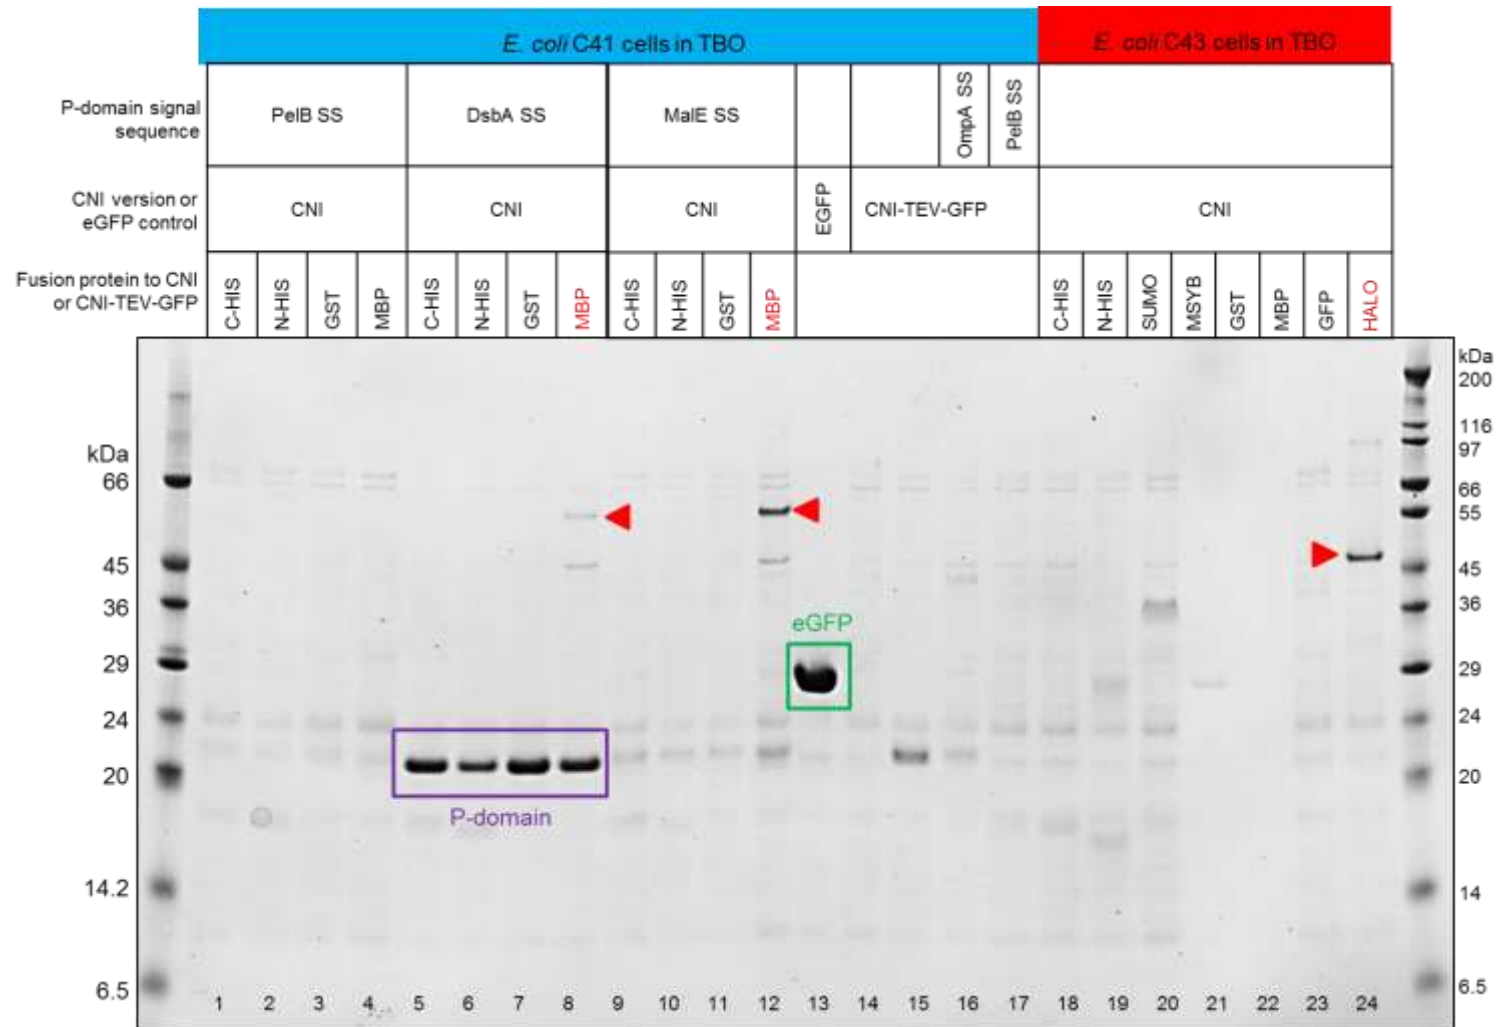 E. coli C41 cells in TBO
E. coli C43 cells in TBO
P-domain signal
sequence
PelB SS
DsbA SS
MalE SS
OmpA SS
PelB SS
CNI version or
eGFP control
CNI
CNI
CNI
EGFP
CNI-TEV-GFP
CNI
Fusion protein to CNI
or CNI-TEV-GFP
C-HIS
N-HIS
GST
MBP
C-HIS
N-HIS
GST
MBP
C-HIS
N-HIS
GST
MBP
C-HIS
N-HIS
SUMO
MSYB
GST
MBP
GFP
HALO
kDa
66
45
36
29
24
20
14.2
6.5
eGFP
P-domain
kDa
200
116
97
66
55
45
36
29
24
20
14
6.5
1 2 3 4 5 6 7 8 9 10 11 12 13 14 15 16 17 18 19 20 21 22 23 24